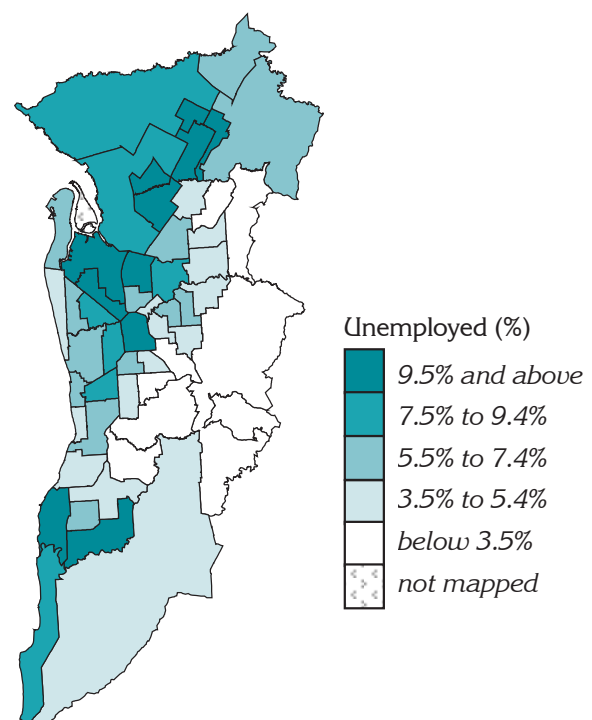 Unemployed (%)
9.5% and above
7.5% to 9.4%
5.5% to 7.4%
3.5% to 5.4%
below 3.5%
not mapped